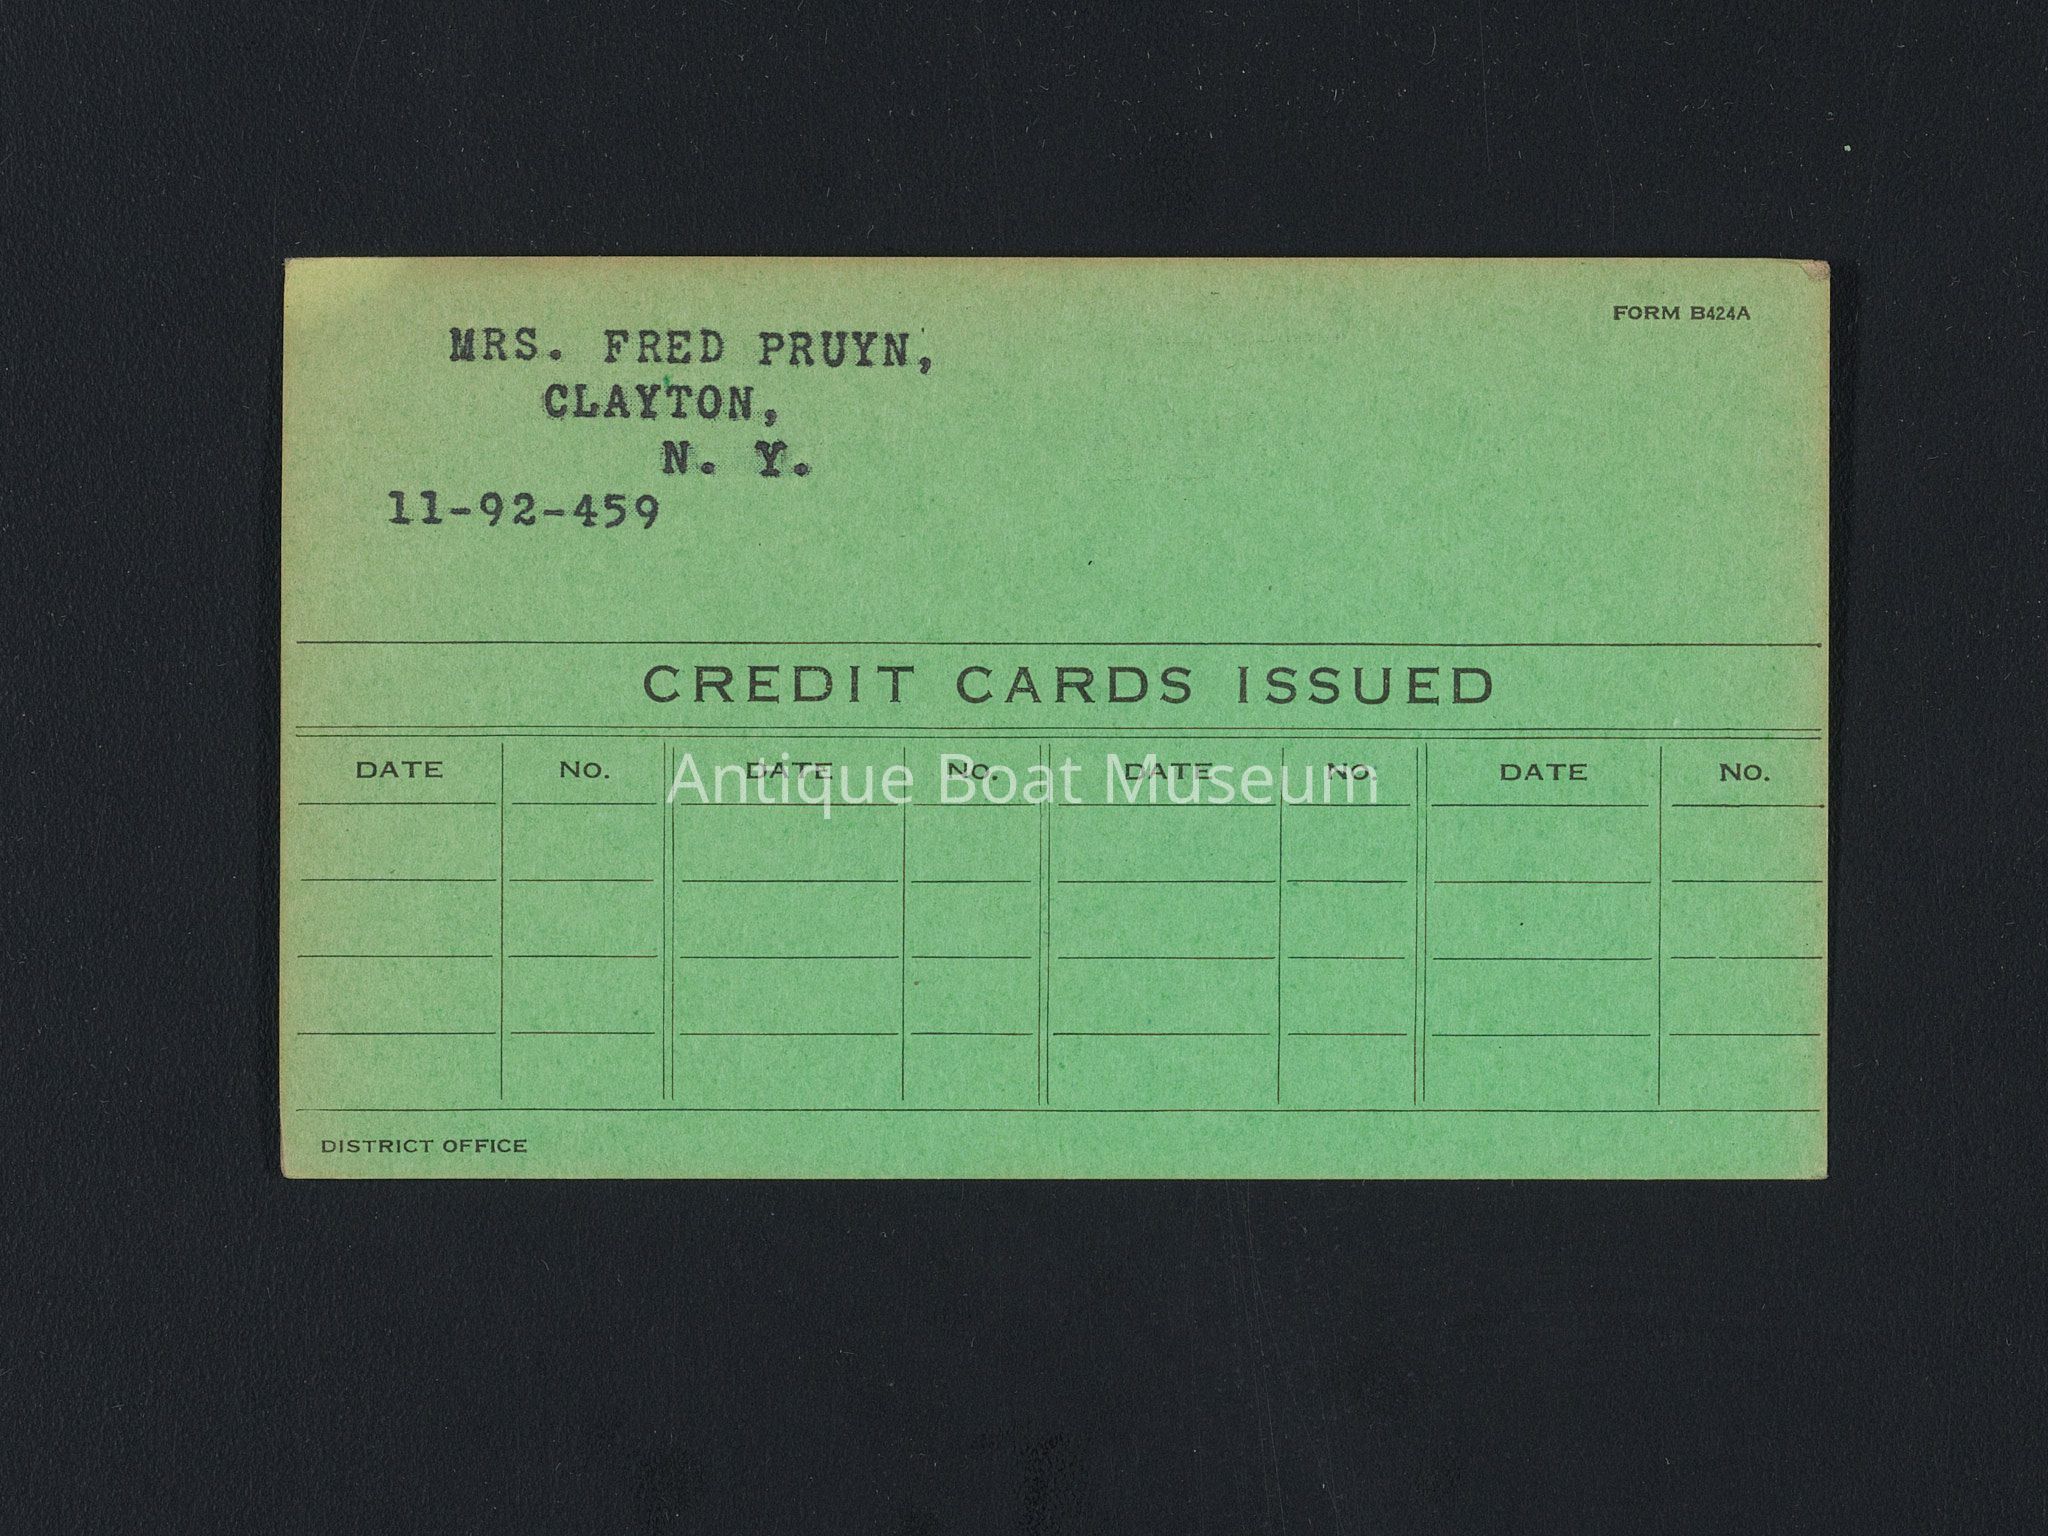 FORM B424A
MRS. FRED PRUYN,
CLAYTON,
N. Y.
11-92-459
CREDIT CARDS ISSUED
DATE NO. DATE NO. DATE NO. DATE NO.
Antique Boat Museum
DISTRICT OFFICE